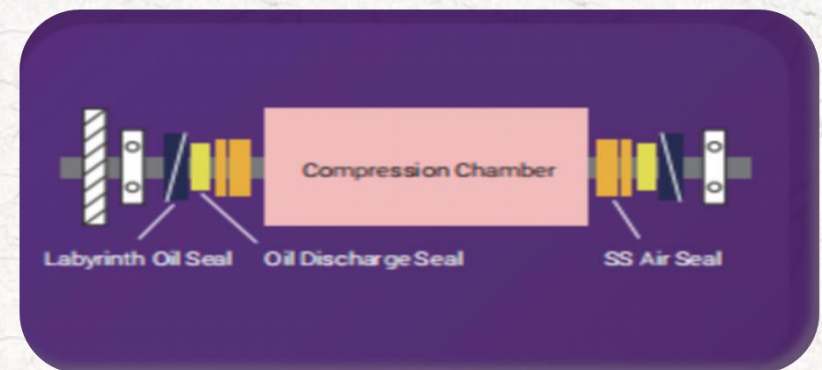 Compression Chamber
Labyrinth Oil Seal
Oil Discharge Seal
SS Air Seal